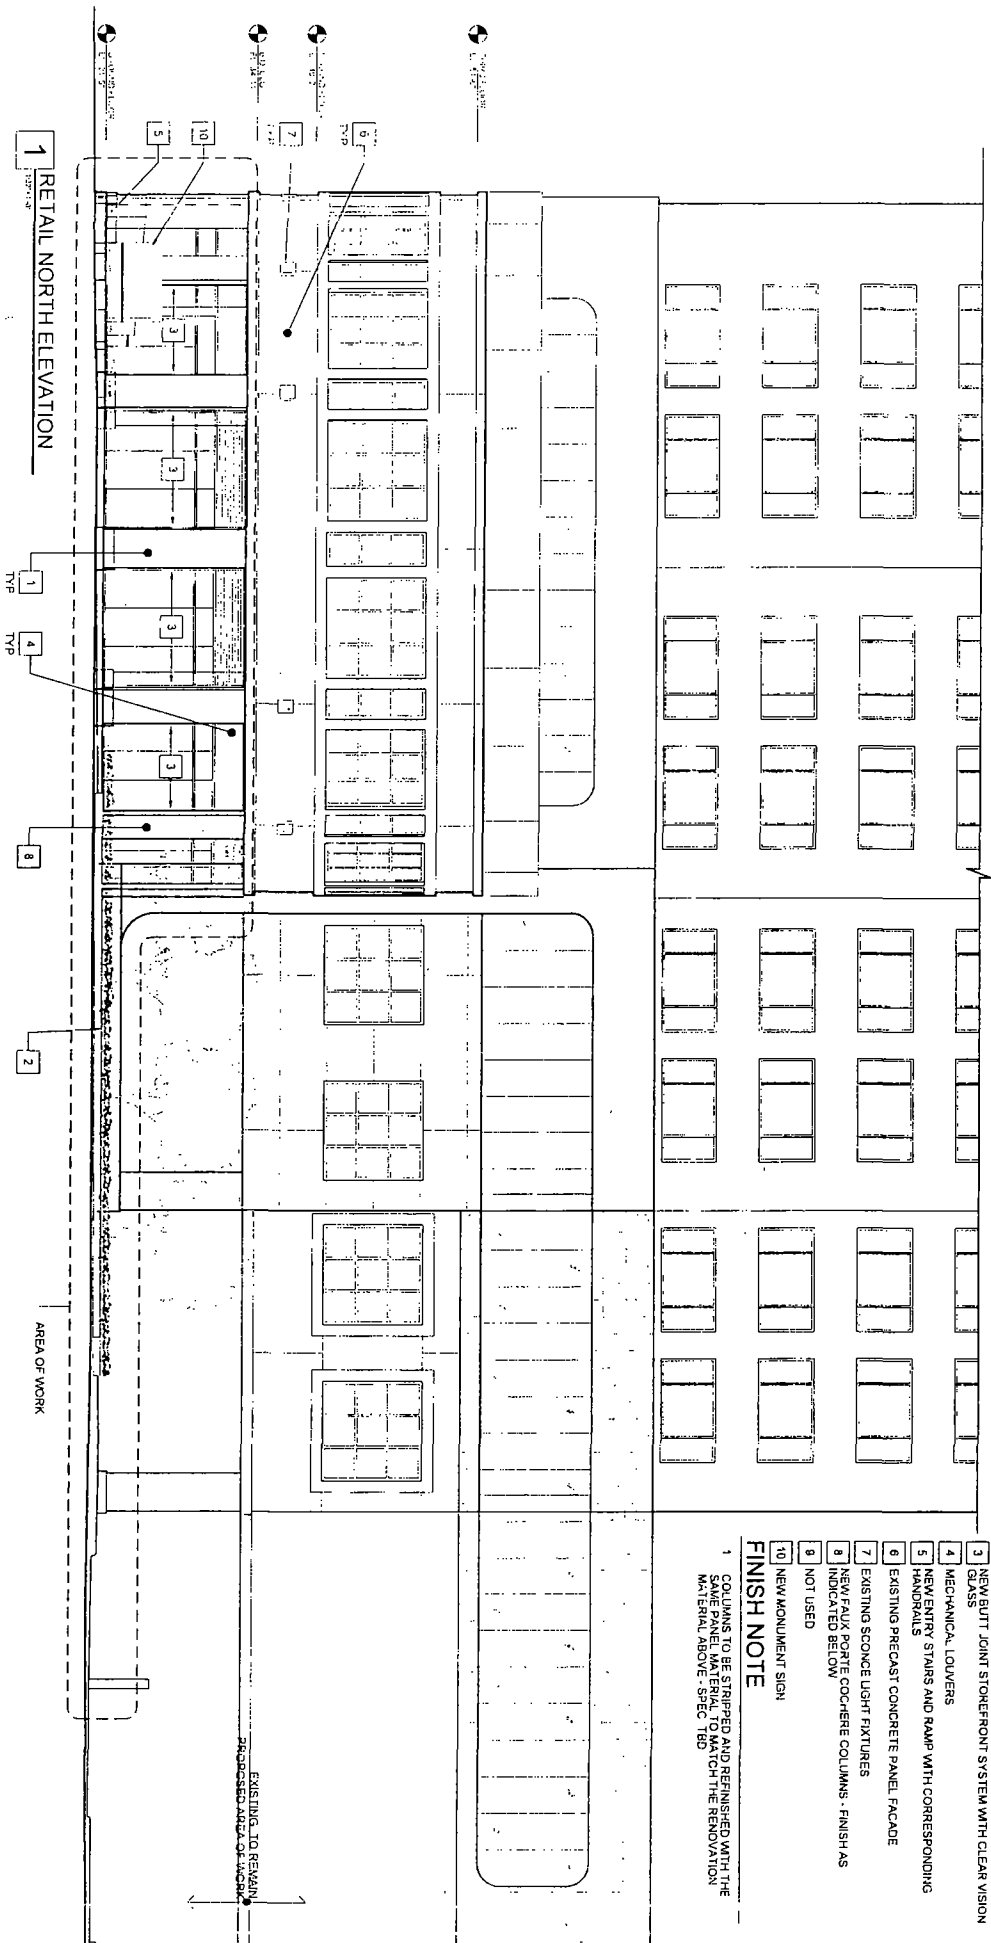 3 NEW BUTT JOINT STOREFRONT SYSTEM WITH CLEAR VISION
GLASS
4 MECHANICAL LOUVERS
5 NEW ENTRY STAIRS AND RAMP WITH CORRESPONDING
HANDRAILS
6 EXISTING PRECAST CONCRETE PANEL FACADE
7 EXISTING SCONCE LIGHT FIXTURES
8 NEW FAUX PORTE COCHERE COLUMNS - FINISH AS
INDICATED BELOW
9 NOT USED
10 NEW MONUMENT SIGN
FINISH NOTE
1 COLUMNS TO BE STRIPPED AND REFINISHED WITH THE
SAME PANEL MATERIAL TO MATCH THE RENOVATION
MATERIAL ABOVE - SPEC TBD
EXISTING TO REMAIN
PROPOSED AREA OF WORK
6
TYP
7
10
5
3
3
3
3
1
TYP
4
TYP
8
2
AREA OF WORK
1 RETAIL NORTH ELEVATION